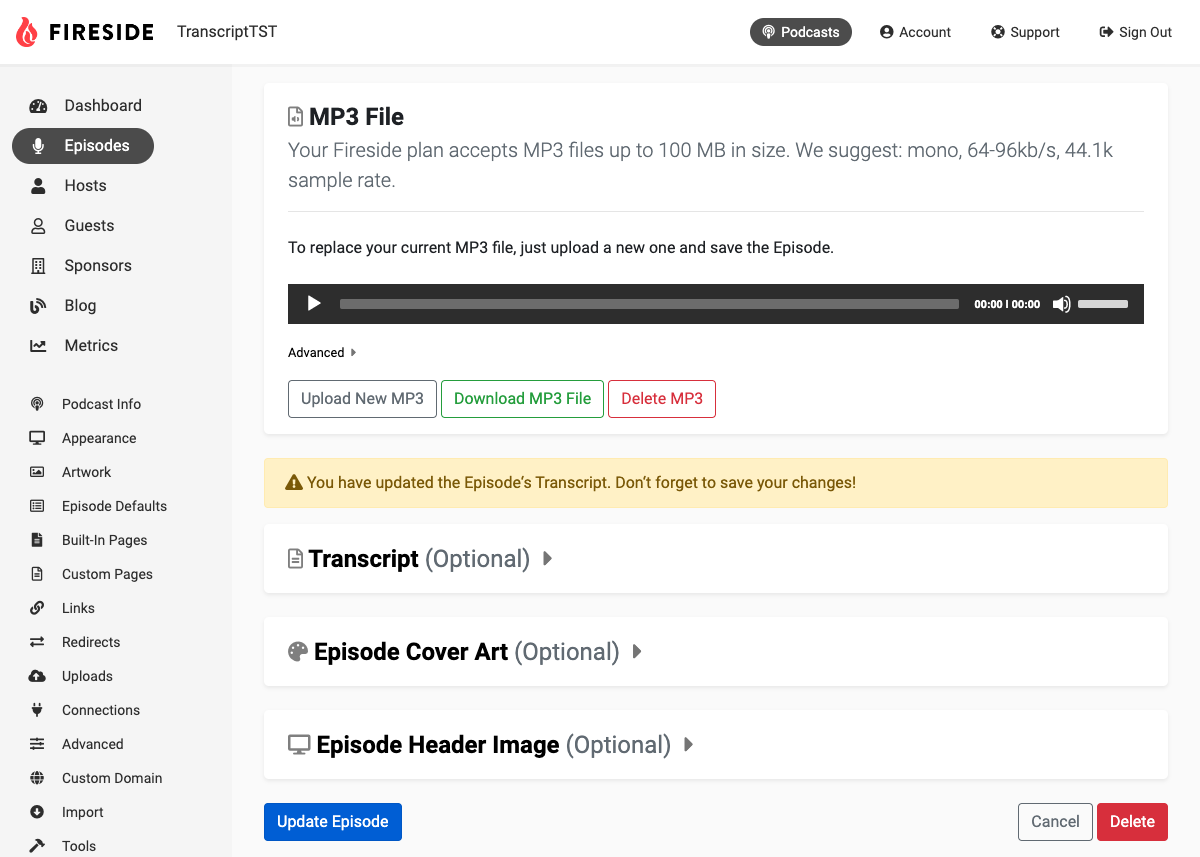 FIRESIDE
TranscriptTST
Podcasts
Account
Support
Sign Out
Dashboard
Episodes
Hosts
Guests
Sponsors
Blog
Metrics
Podcast Info
Appearance
Artwork
Episode Defaults
Built-In Pages
Custom Pages
Links
Redirects
Uploads
Connections
Advanced
Custom Domain
Import
Tools
MP3 File
Your Fireside plan accepts MP3 files up to 100 MB in size. We suggest: mono, 64-96kb/s, 44.1k
sample rate.
To replace your current MP3 file, just upload a new one and save the Episode.
00:00 | 00:00
Advanced
Upload New MP3
Download MP3 File
Delete MP3
You have updated the Episode’s Transcript. Don’t forget to save your changes!
Transcript (Optional)
Episode Cover Art (Optional)
Episode Header Image (Optional)
Update Episode
Cancel
Delete